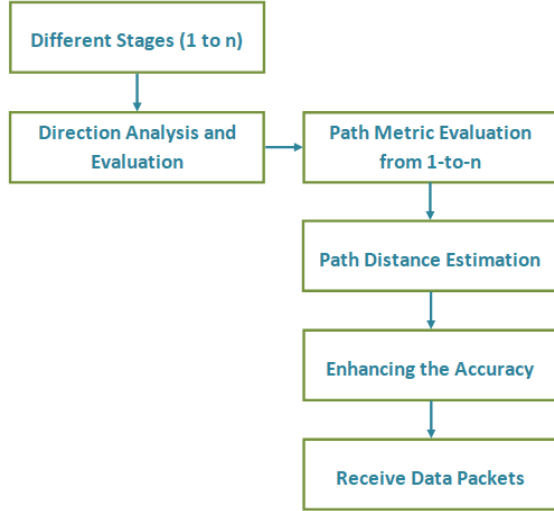 Different Stages (1 to n)
Direction Analysis and
Evaluation
Path Metric Evaluation
from 1-to-n
Path Distance Estimation
Enhancing the Accuracy
Receive Data Packets